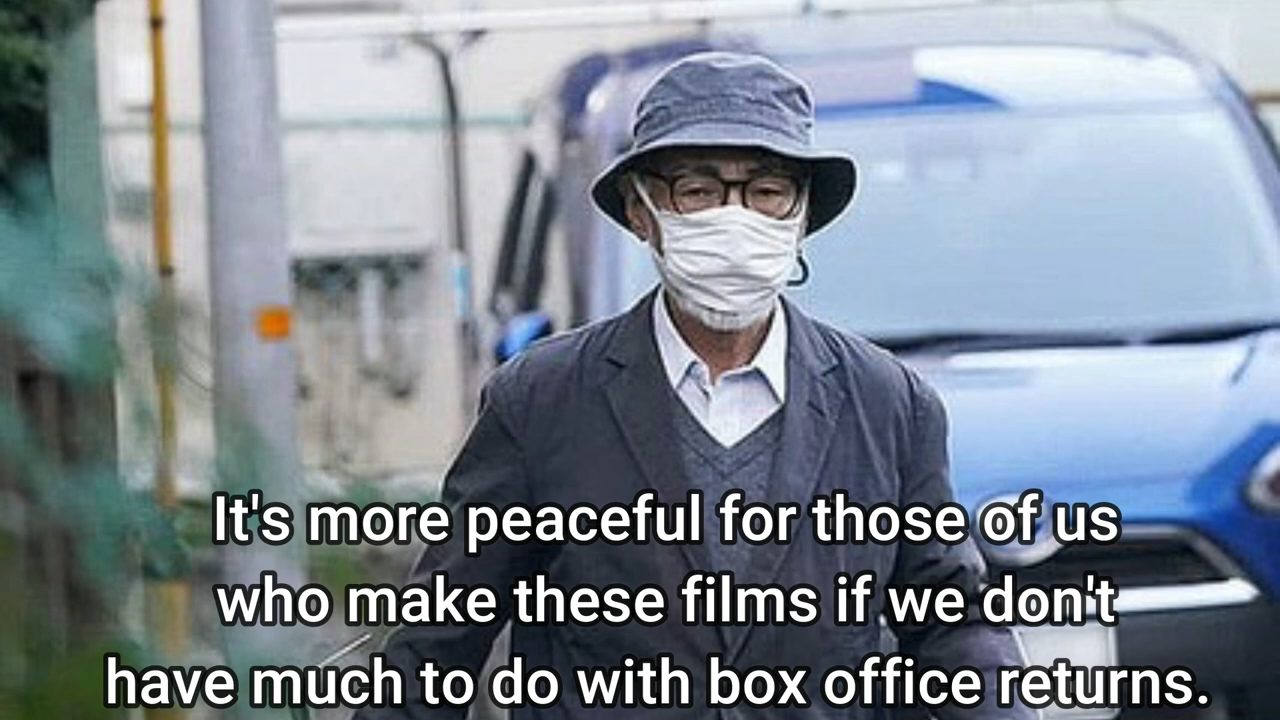 It's more peaceful for those of us
who make these films if we don't
have much to do with box office returns.